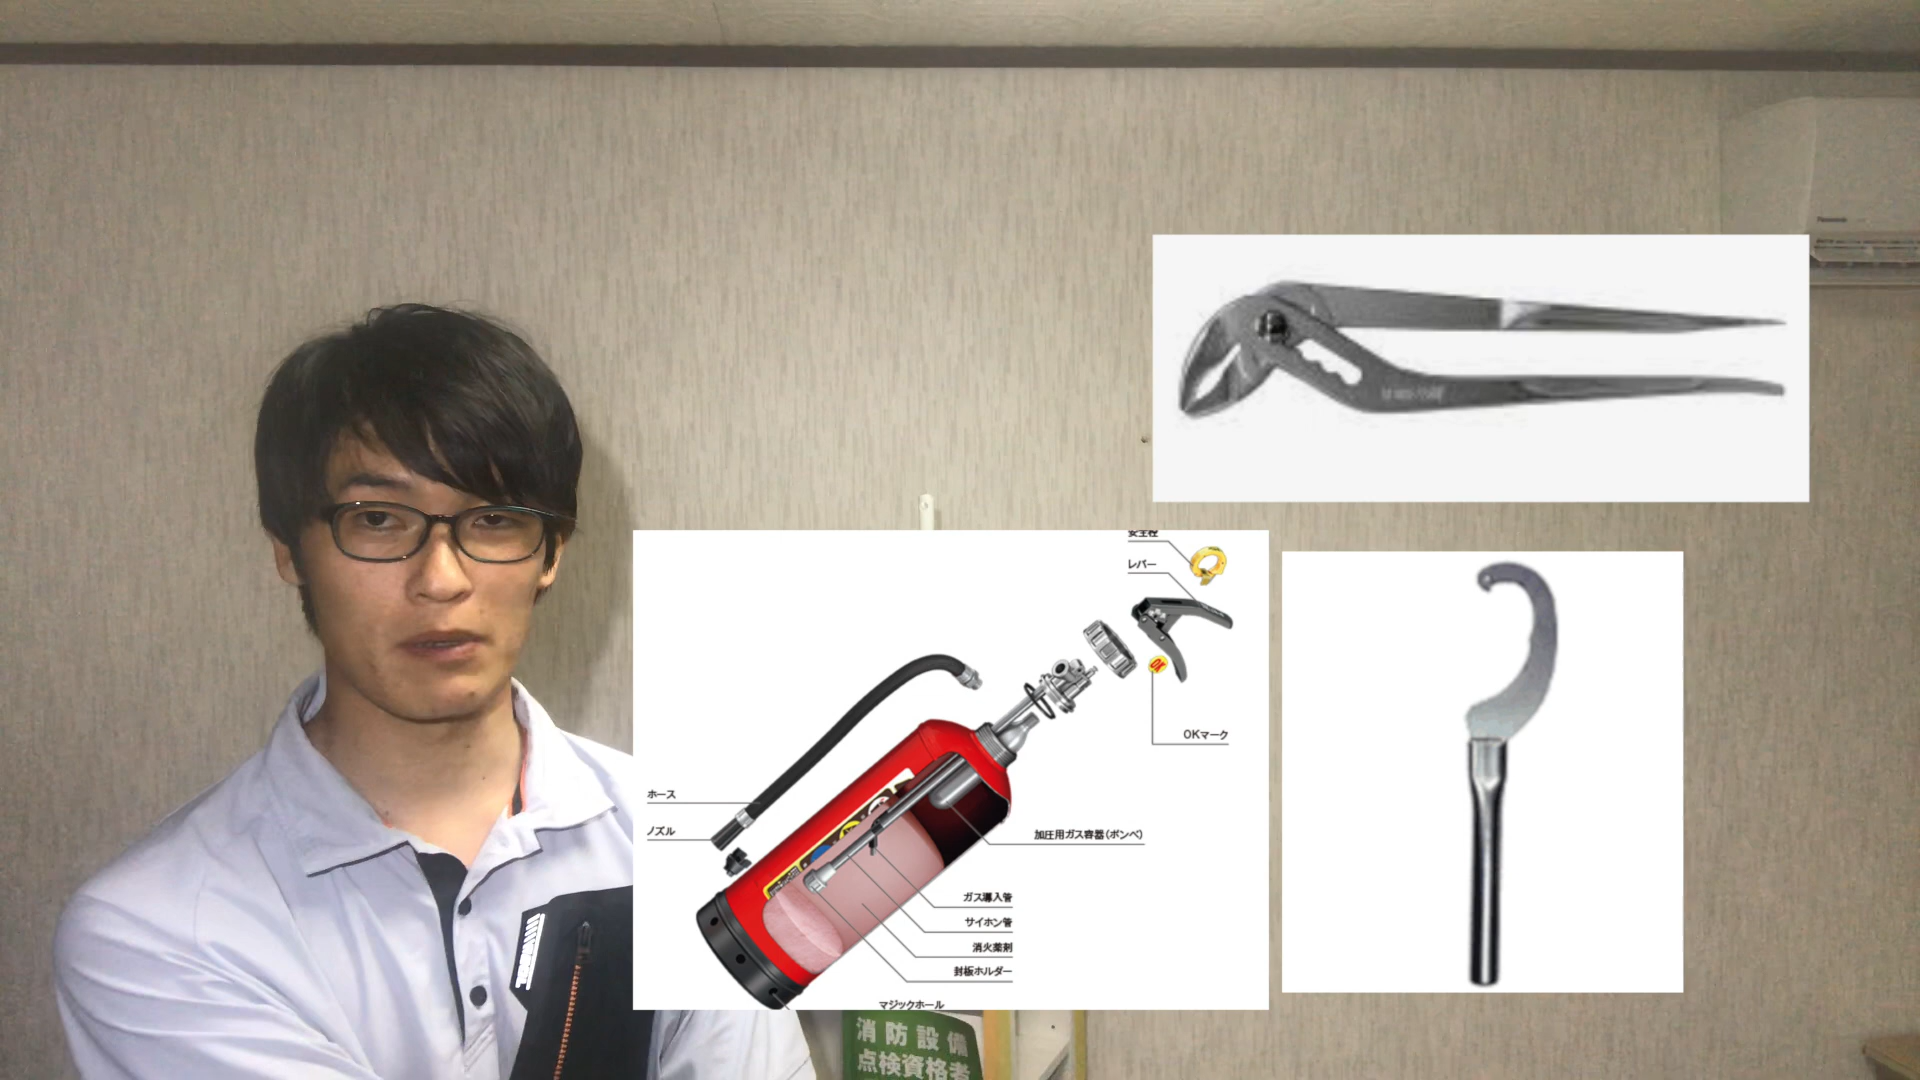 Panasonic
安全栓
レバー
OK
OKマーク
ホース
ノズル
加圧用ガス容器(ボンベ)
ガス導入管
サイホン管
消火薬剤
封板ホルダー
マジックホール
消防設備
点検資格者